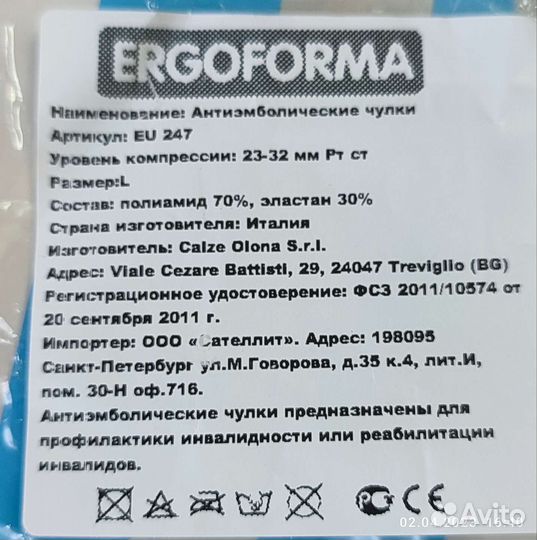 ERGOFORMA
Наименование: Антиэмболические чулки
Артикул: EU 247
Уровень компрессии: 23-32 мм Рт ст
Размер:L
Состав: полиамид 70%, эластан 30%
Страна изготовителя: Италия
Изготовитель: Calze Olona S.r.l.
Адрес: Viale Cezare Battisti, 29, 24047 Treviglio (BG)
Регистрационное удостоверение: ФСЗ 2011/10574 от
20 сентября 2011 г.
Импортер: ООО «Сателлит». Адрес: 198095
Санкт-Петербург ул.М.Говорова, д.35 к.4, лит.И,
пом. 30-Н оф.716.
Антиэмболические чулки предназначены для
профилактики инвалидности или реабилитации
инвалидов.
CE
Avito